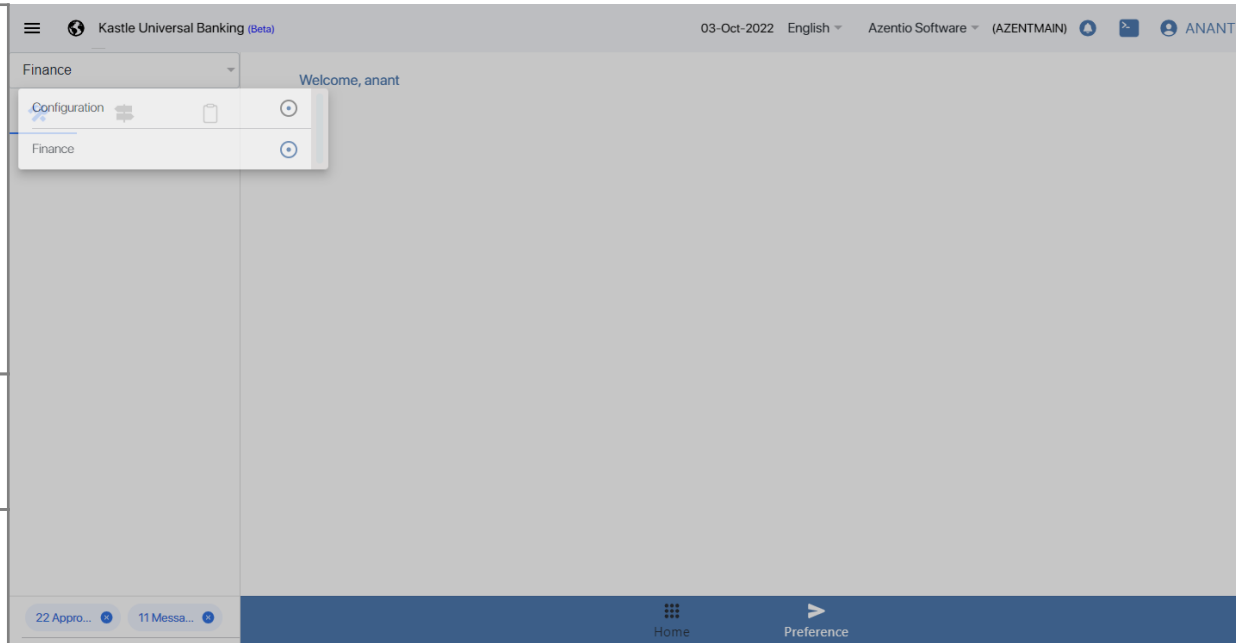 Kastle Universal Banking (Beta) 03-Oct-2022 English Azentio Software (AZENTMAIN) ANANT
Finance
Welcome, anant
Configuration
Finance
22 Appro... 11 Messa...
Home Preference